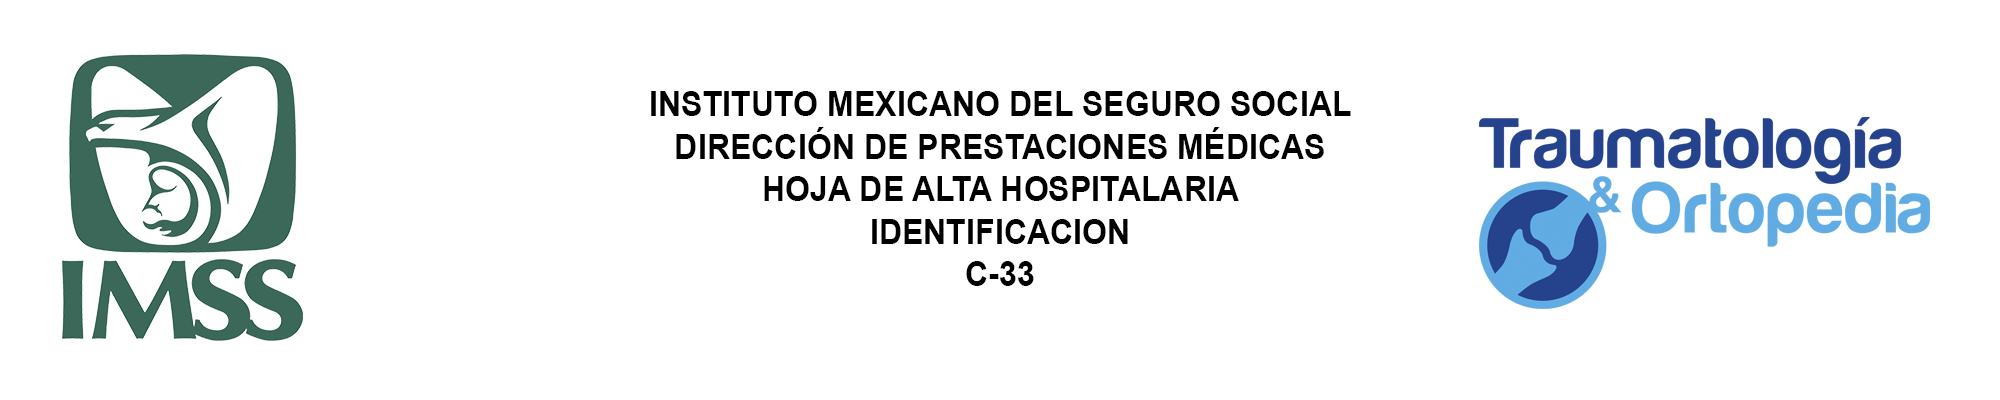 IMSS
INSTITUTO MEXICANO DEL SEGURO SOCIAL
DIRECCIÓN DE PRESTACIONES MÉDICAS
HOJA DE ALTA HOSPITALARIA
IDENTIFICACION
C-33
Traumatología
& Ortopedia